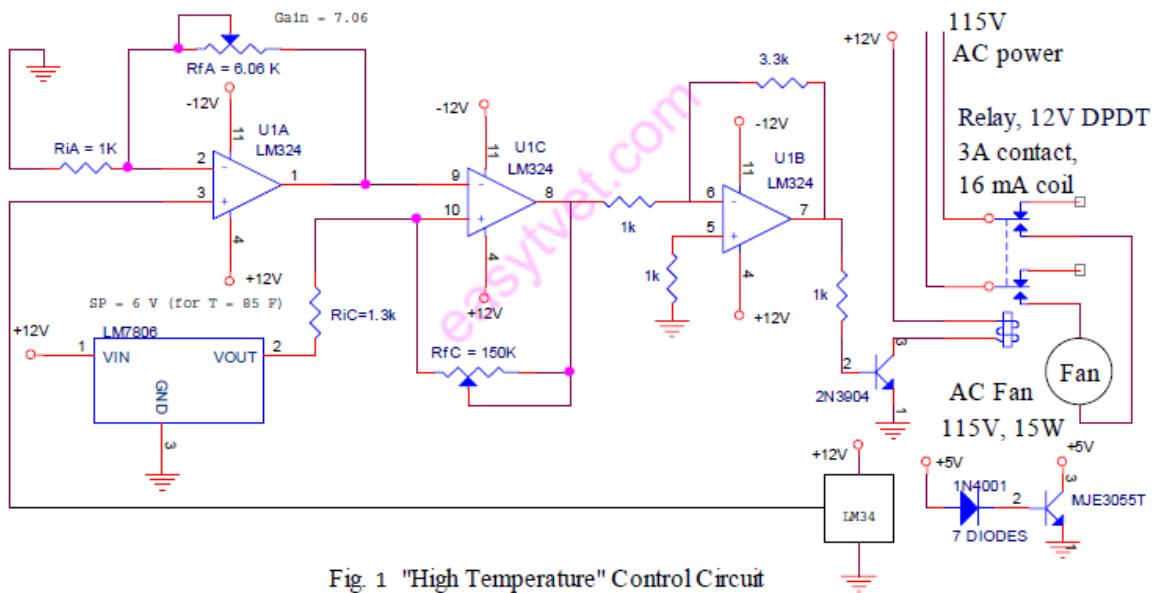 Gain - 7.06
RfA = 6.06 K
-12V
11
U1A
LM324
RiA = 1K
2
3
1
4
+12V
-12V
11
U1C
LM324
9
10
8
4
+12V
3.3k
-12V
11
U1B
LM324
6
5
7
4
+12V
1k
1k
1k
+12V
115V
AC power
Relay, 12V DPDT
3A contact,
16 mA coil
SP - 6 V (for T - 85 F)
+12V
LM7806
1
VIN
VOUT
2
GND
3
RiC=1.3k
RfC = 150K
2
3
1
2N3904
Fan
AC Fan
115V, 15W
+12V
LM34
+5V
1N4001
7 DIODES
2
+5V
3
MJE3055T
1
easytvet.com
Fig. 1 "High Temperature" Control Circuit